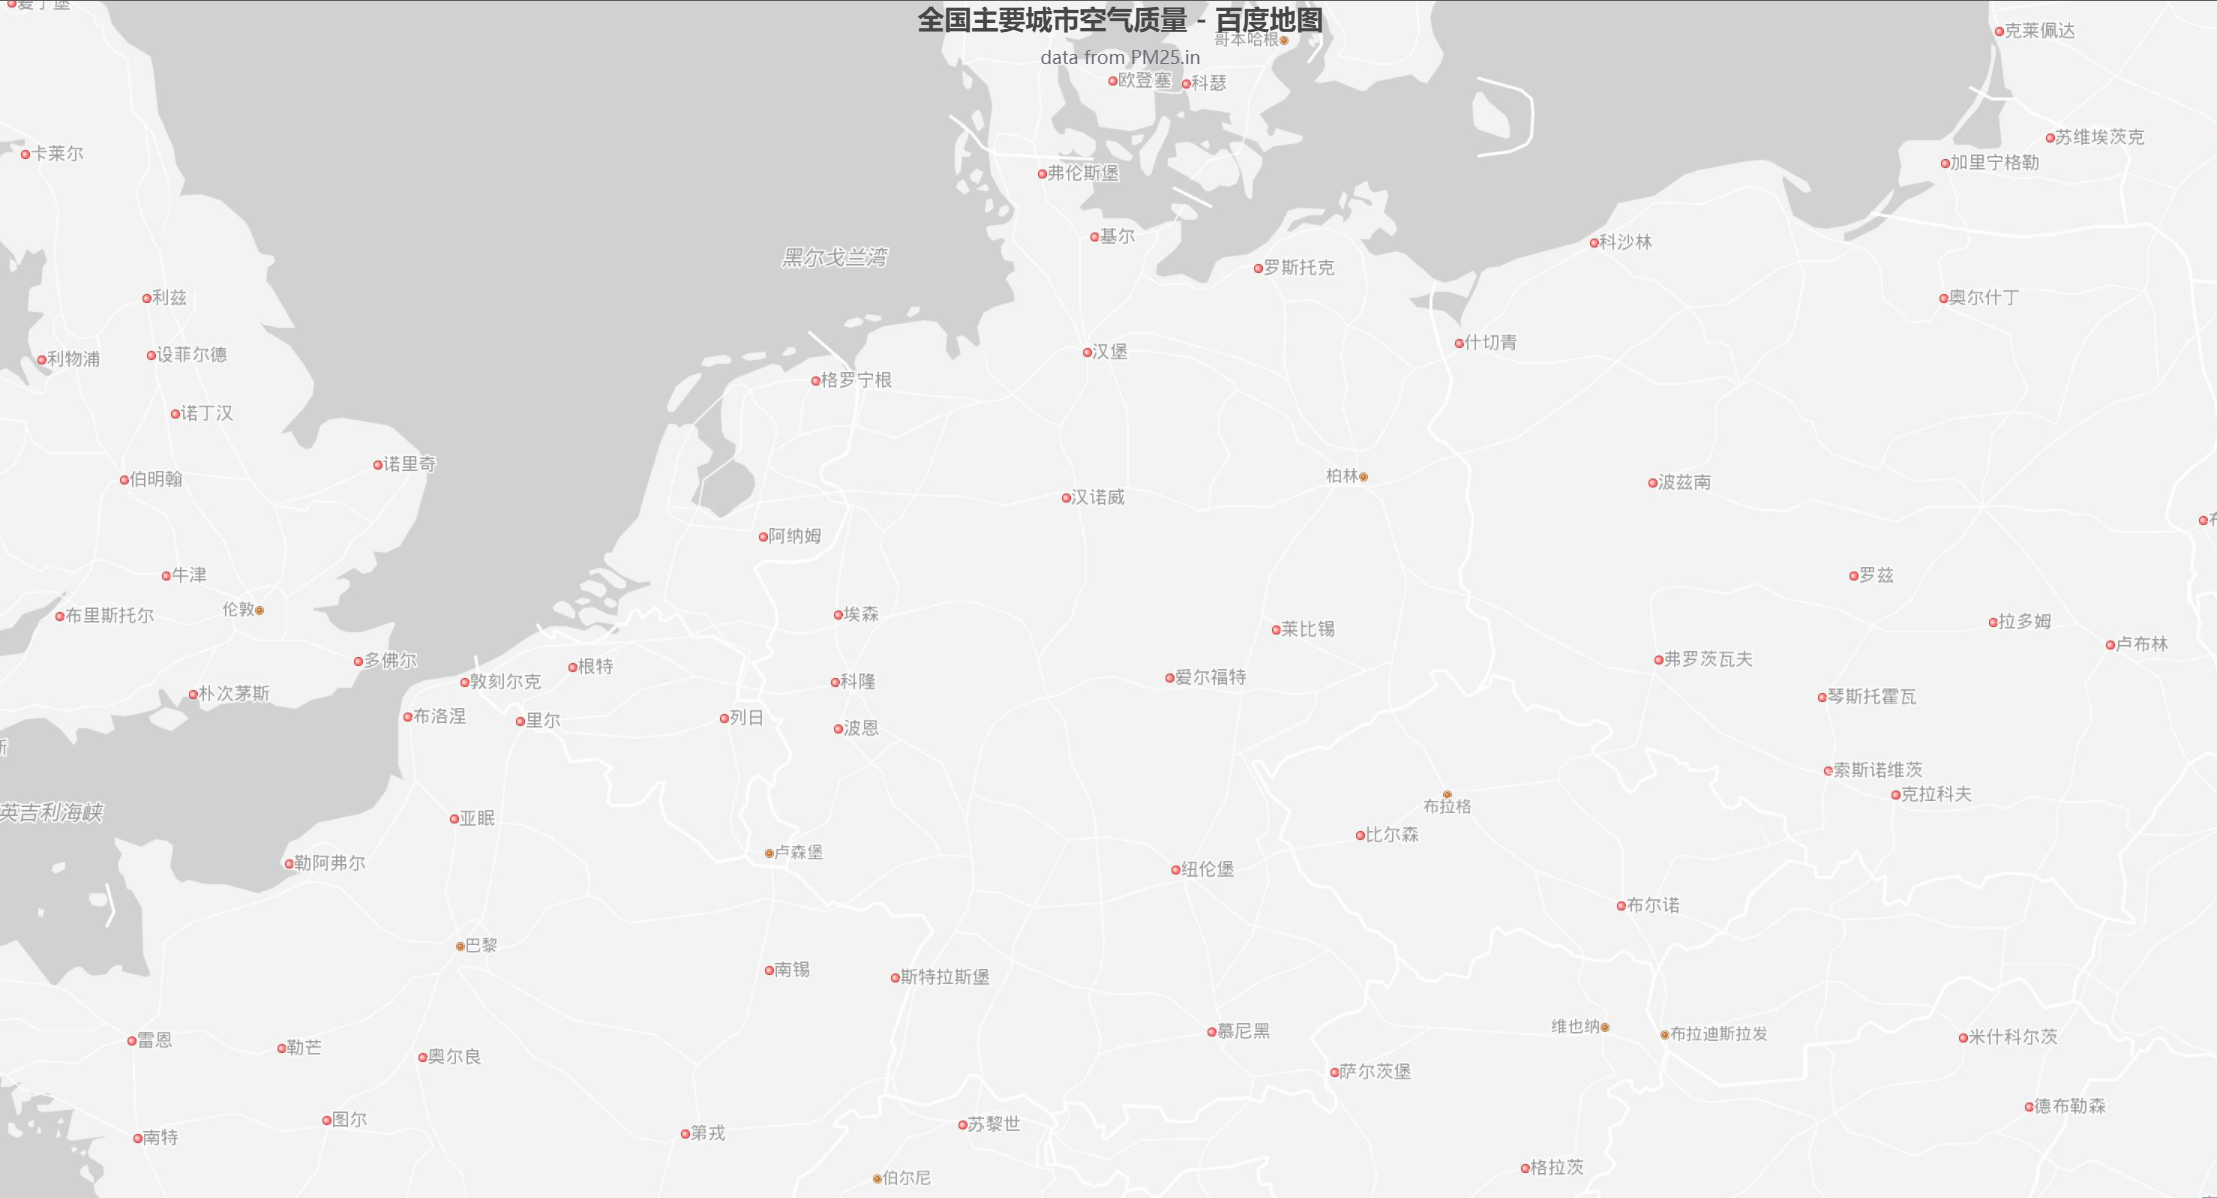 爱丁堡
全国主要城市空气质量 - 百度地图
data from PM25.in
哥本哈根
克莱佩达
欧登塞
科瑟
苏维埃茨克
卡莱尔
加里宁格勒
弗伦斯堡
基尔
科沙林
黑尔戈兰湾
罗斯托克
利兹
奥尔什丁
什切青
汉堡
设菲尔德
利物浦
格罗宁根
诺丁汉
诺里奇
柏林
伯明翰
波兹南
汉诺威
阿纳姆
牛津
罗兹
伦敦
布里斯托尔
埃森
拉多姆
莱比锡
卢布林
多佛尔
弗罗茨瓦夫
根特
爱尔福特
敦刻尔克
科隆
朴次茅斯
琴斯托霍瓦
布洛涅
里尔
列日
波恩
斯
索斯诺维茨
克拉科夫
布拉格
英吉利海峡
亚眠
比尔森
卢森堡
勒阿弗尔
纽伦堡
布尔诺
巴黎
南锡
斯特拉斯堡
维也纳
慕尼黑
布拉迪斯拉发
米什科尔茨
雷恩
勒芒
奥尔良
萨尔茨堡
德布勒森
图尔
苏黎世
第戎
南特
格拉茨
伯尔尼